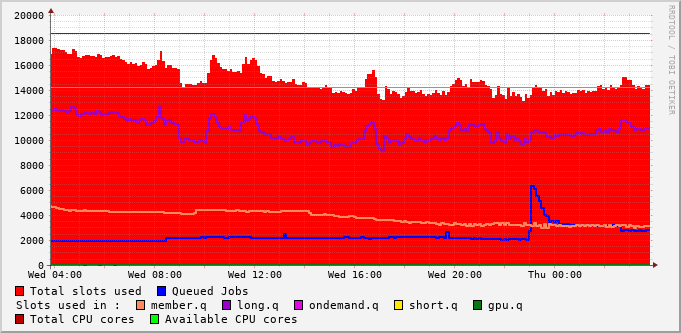 RRDTOOL / TOBI OETIKER
20000
18000
16000
14000
12000
10000
8000
6000
4000
2000
0
Wed 04:00 Wed 08:00 Wed 12:00 Wed 16:00 Wed 20:00 Thu 00:00
Total slots used Queued Jobs
Slots used in : member.q long.q ondemand.q short.q gpu.q
Total CPU cores Available CPU cores